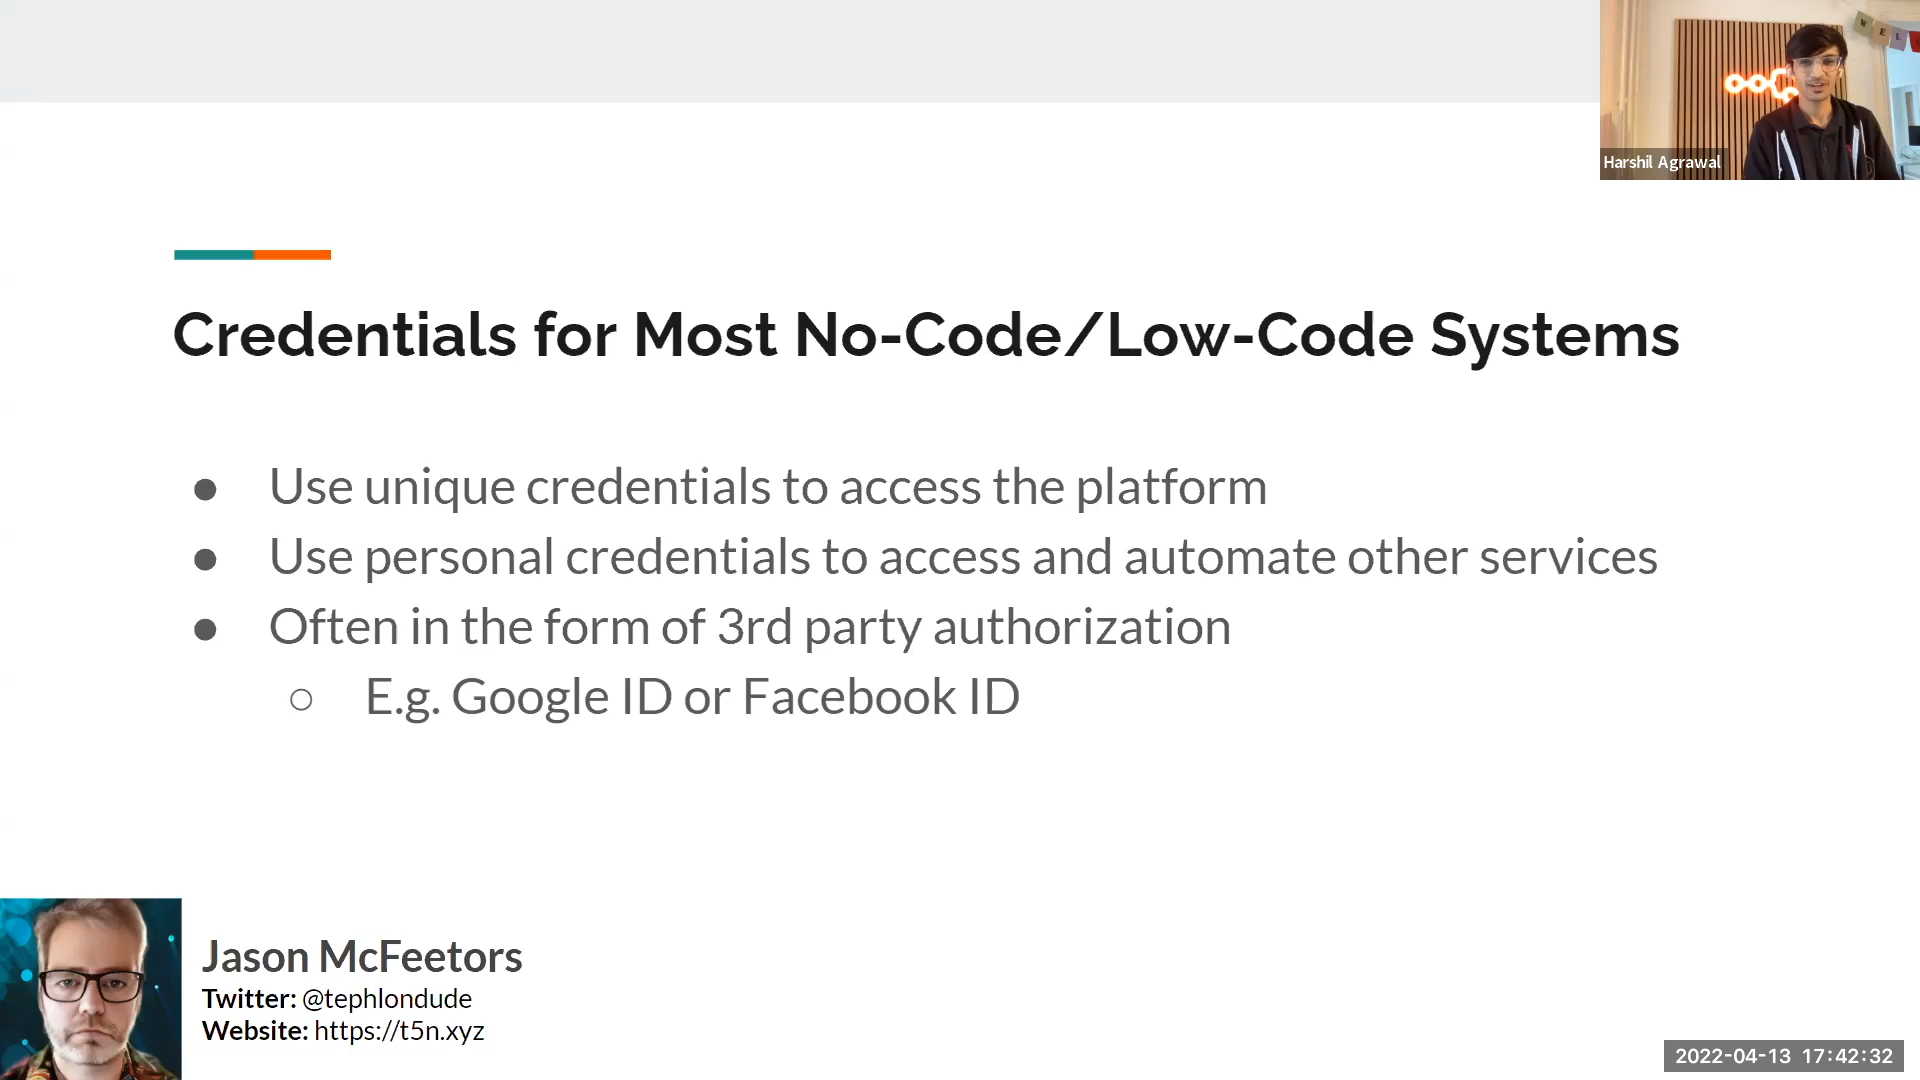 W E L
Harshil Agrawal
Credentials for Most No-Code/Low-Code Systems
● Use unique credentials to access the platform
● Use personal credentials to access and automate other services
● Often in the form of 3rd party authorization
○ E.g. Google ID or Facebook ID
Jason McFeetors
Twitter: @tephlondude
Website: https://t5n.xyz
2022-04-13 17:42:32